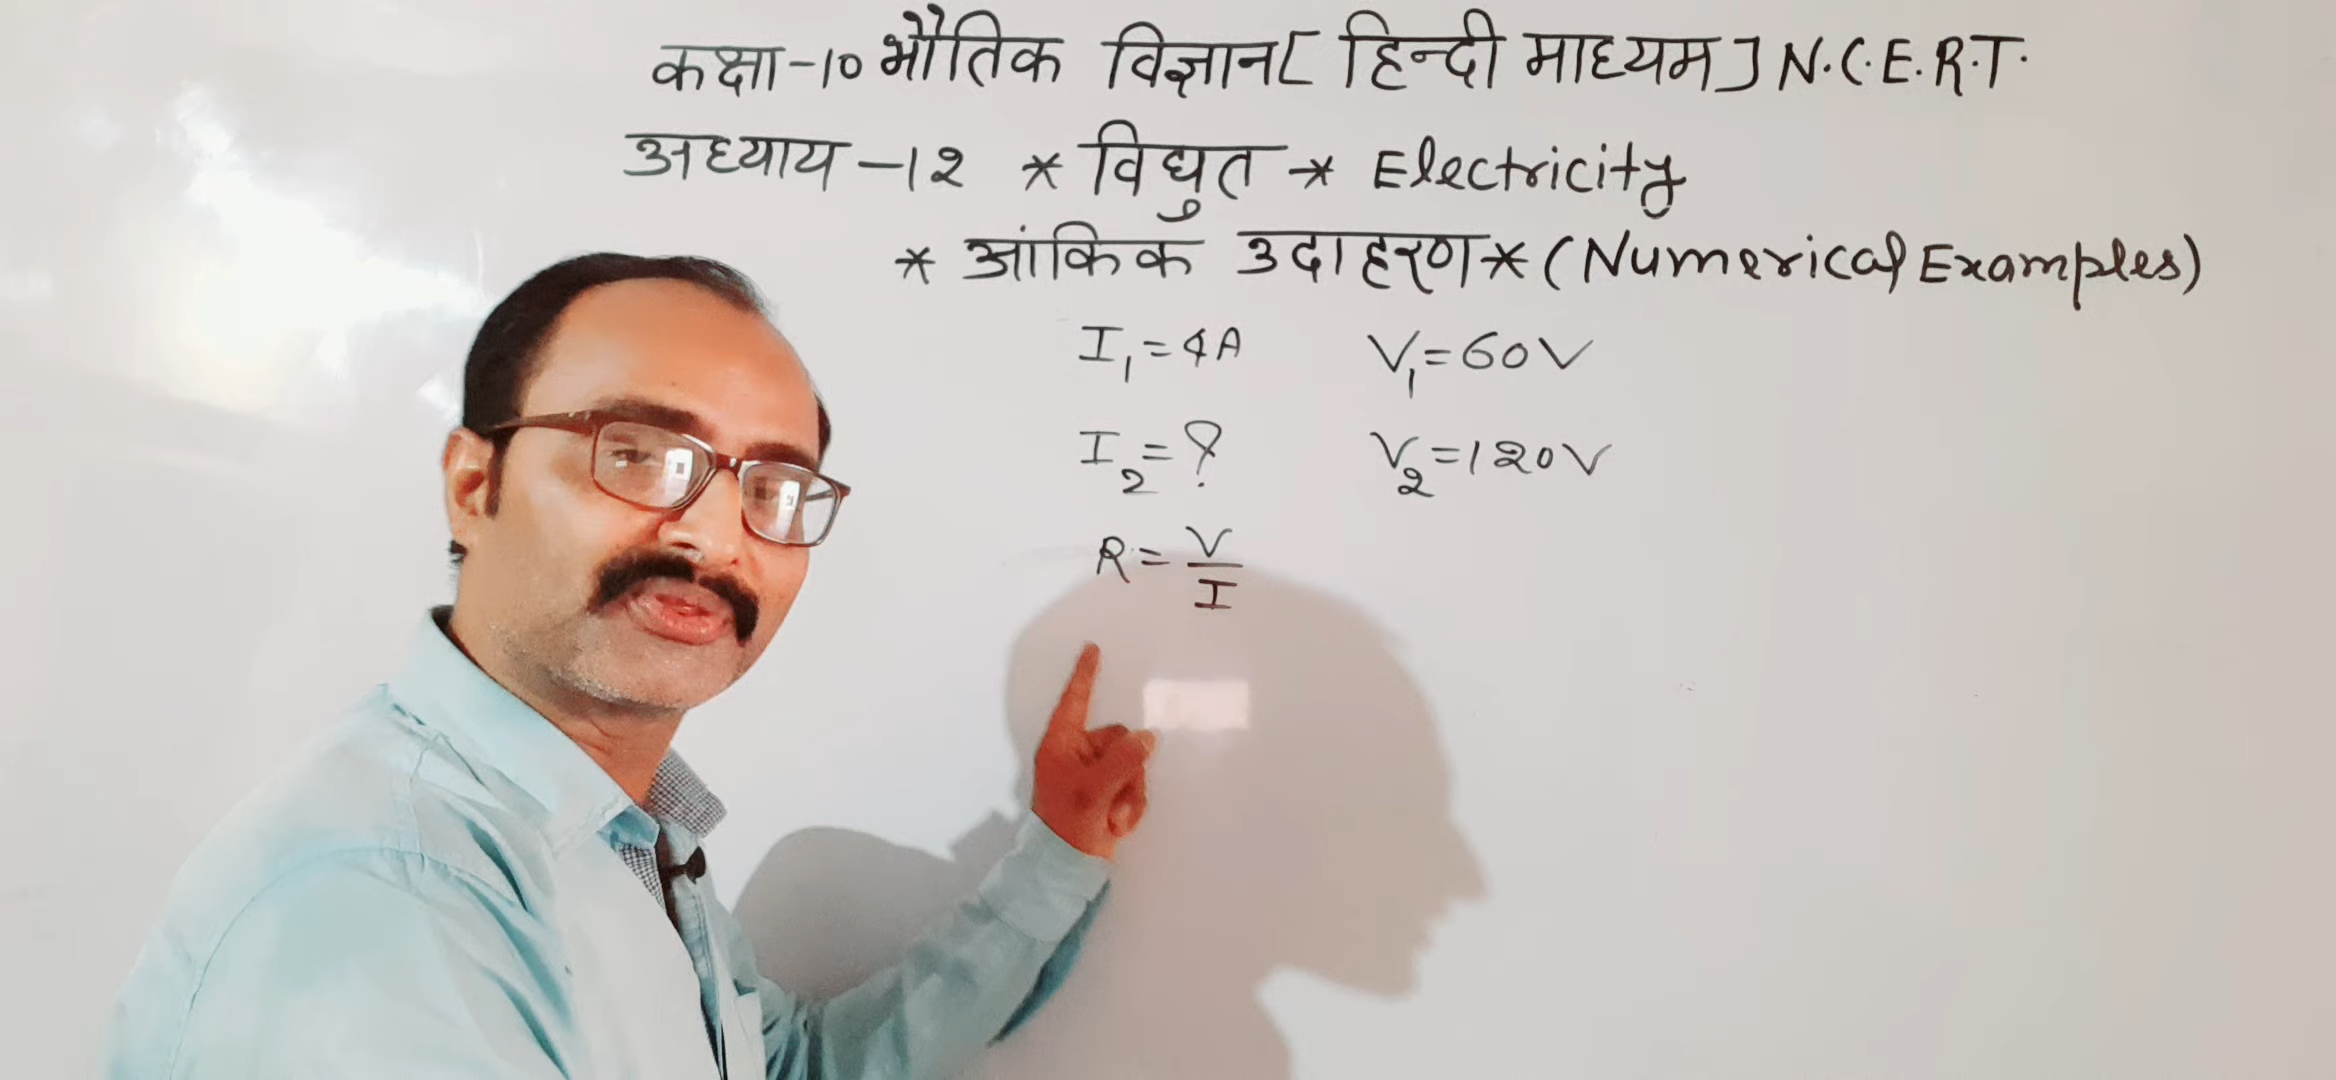 कक्षा-10 भौतिक विज्ञान [ हिन्दी माध्यम ] N.C.E.R.T.
अध्याय -12 * विद्युत * Electricity
* आंकिक उदाहरण * (Numerical Examples)
I₁ = 4A V₁ = 60V
I₂ = ? V₂ = 120V
R = V/I